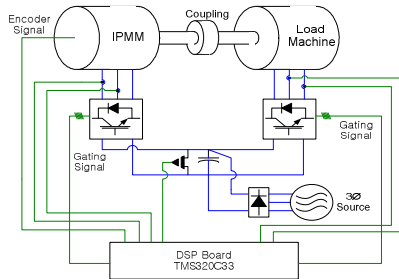 Encoder
Signal
IPMM
Coupling
Load
Machine
Gating
Signal
Gating Signal
3Ø
Source
DSP Board
TMS320C33